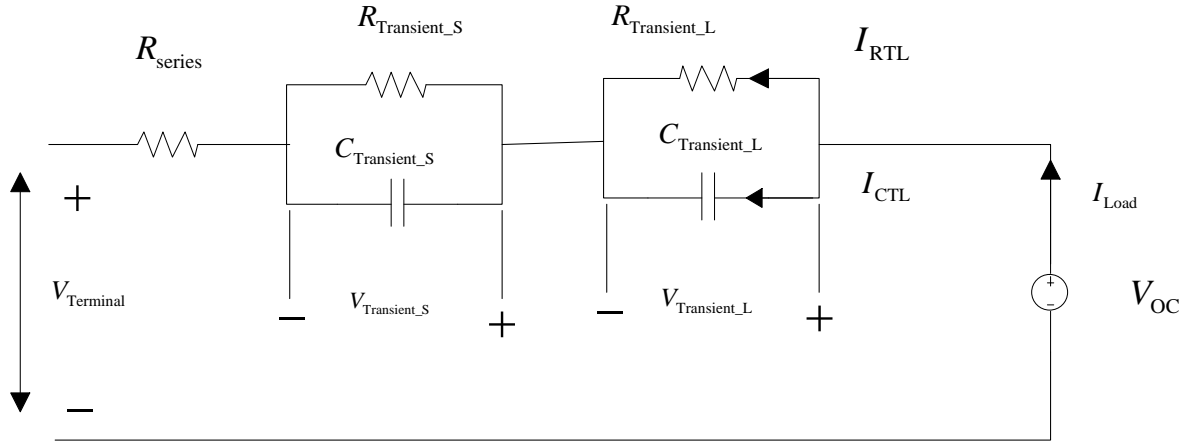 R_Transient_S
R_Transient_L
R_series
I_RTL
C_Transient_S
C_Transient_L
+
I_CTL
I_Load
V_Terminal
V_Transient_S
V_Transient_L
+
−
V_OC
−
+
−
+
−